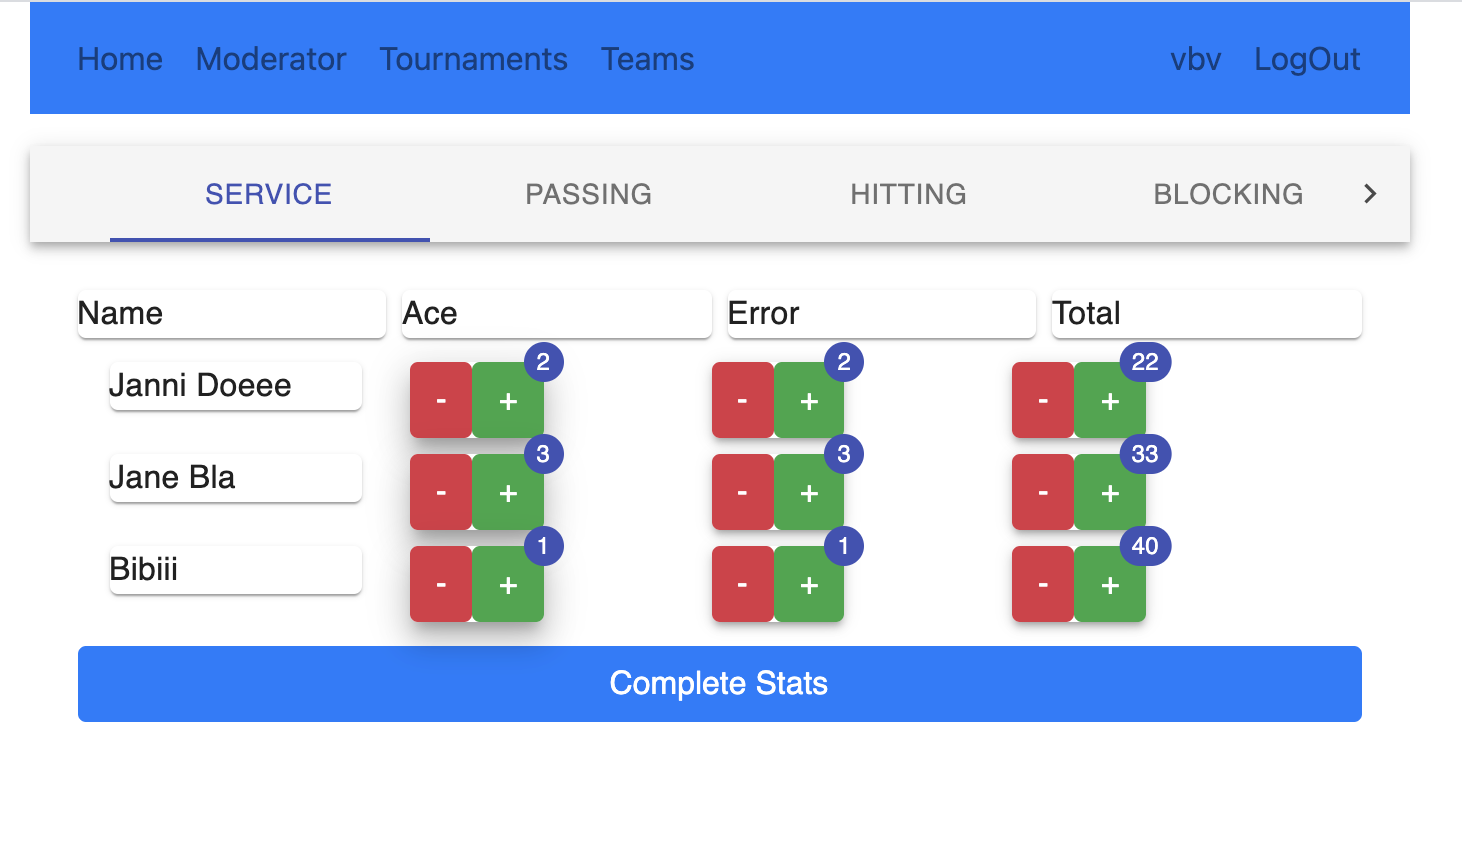 Home Moderator Tournaments Teams vbv LogOut
SERVICE PASSING HITTING BLOCKING
Name Ace Error Total
Janni Doeee - + 2 - + 2 - + 22
Jane Bla - + 3 - + 3 - + 33
Bibiii - + 1 - + 1 - + 40
Complete Stats